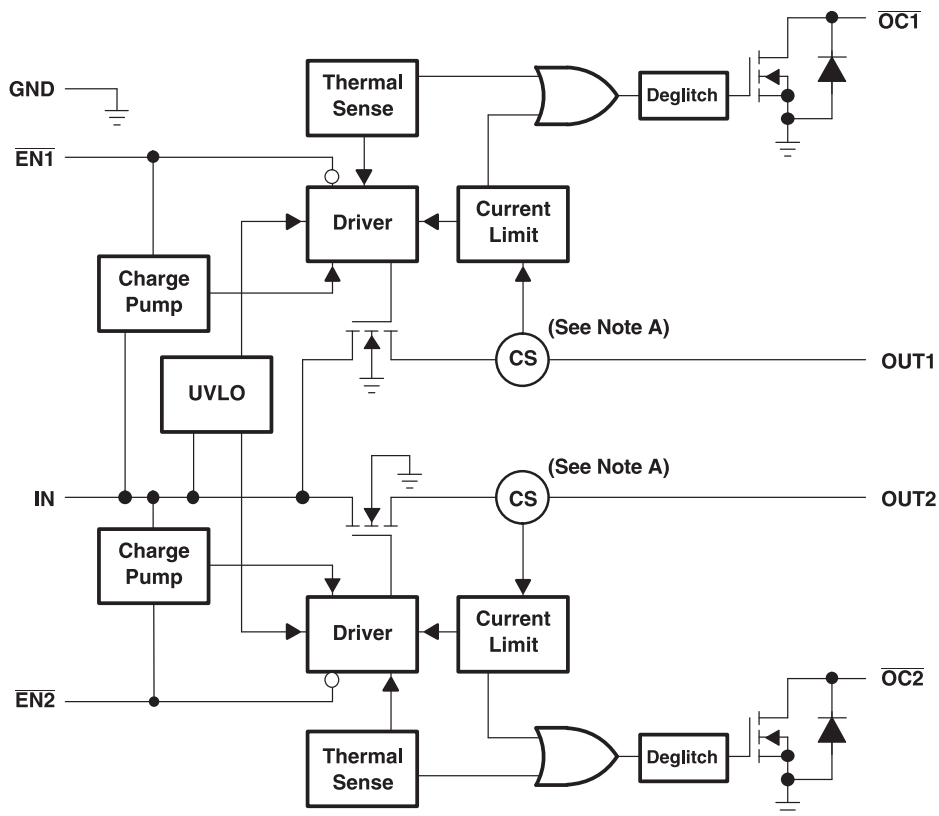 OC1
GND
Thermal
Sense
Deglitch
EN1
Driver
Current
Limit
Charge
Pump
(See Note A)
CS
OUT1
UVLO
(See Note A)
IN
CS
OUT2
Charge
Pump
Driver
Current
Limit
EN2
OC2
Thermal
Sense
Deglitch